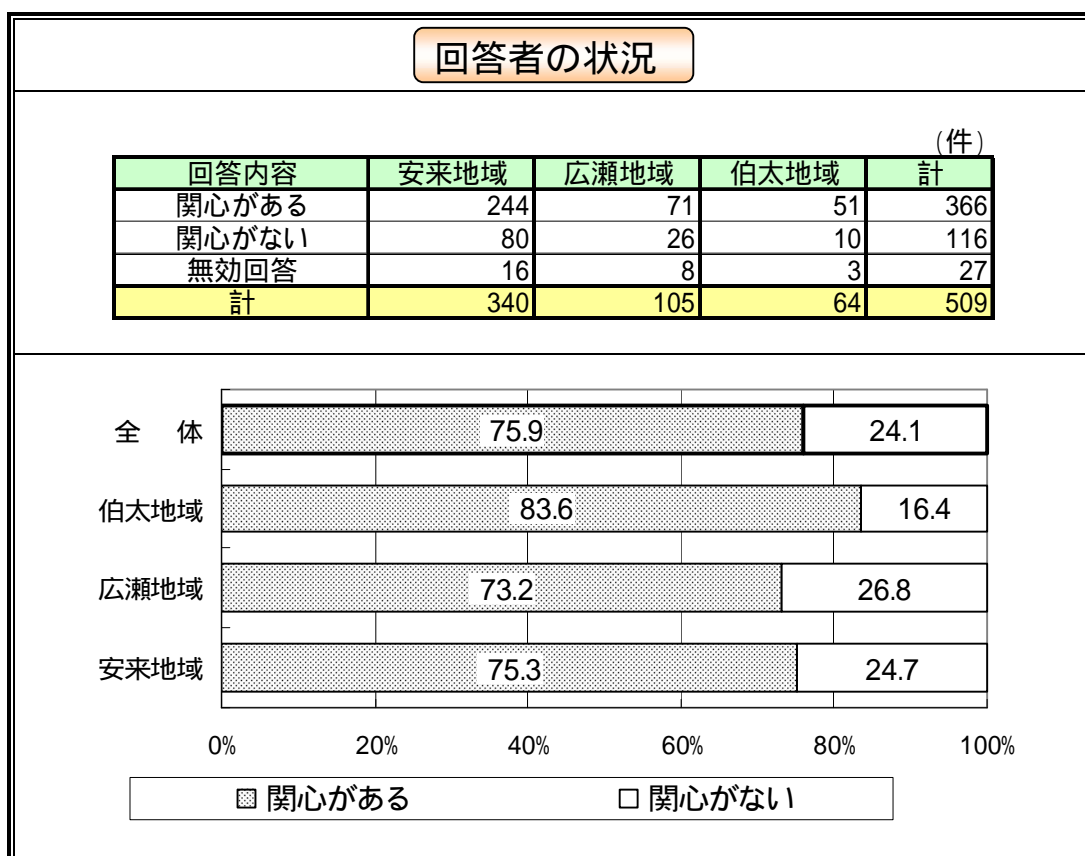 回答者の状況
(件)
回答内容 安来地域 広瀬地域 伯太地域 計
関心がある 244 71 51 366
関心がない 80 26 10 116
無効回答 16 8 3 27
計 340 105 64 509
全 体 75.9 24.1
伯太地域 83.6 16.4
広瀬地域 73.2 26.8
安来地域 75.3 24.7
0% 20% 40% 60% 80% 100%
関心がある 関心がない